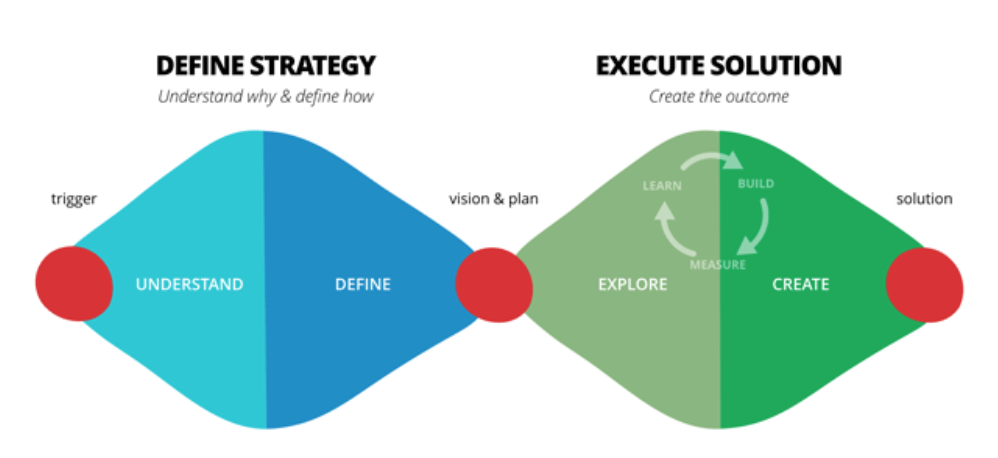 DEFINE STRATEGY
Understand why & define how
EXECUTE SOLUTION
Create the outcome
trigger
vision & plan
solution
LEARN
BUILD
MEASURE
UNDERSTAND
DEFINE
EXPLORE
CREATE